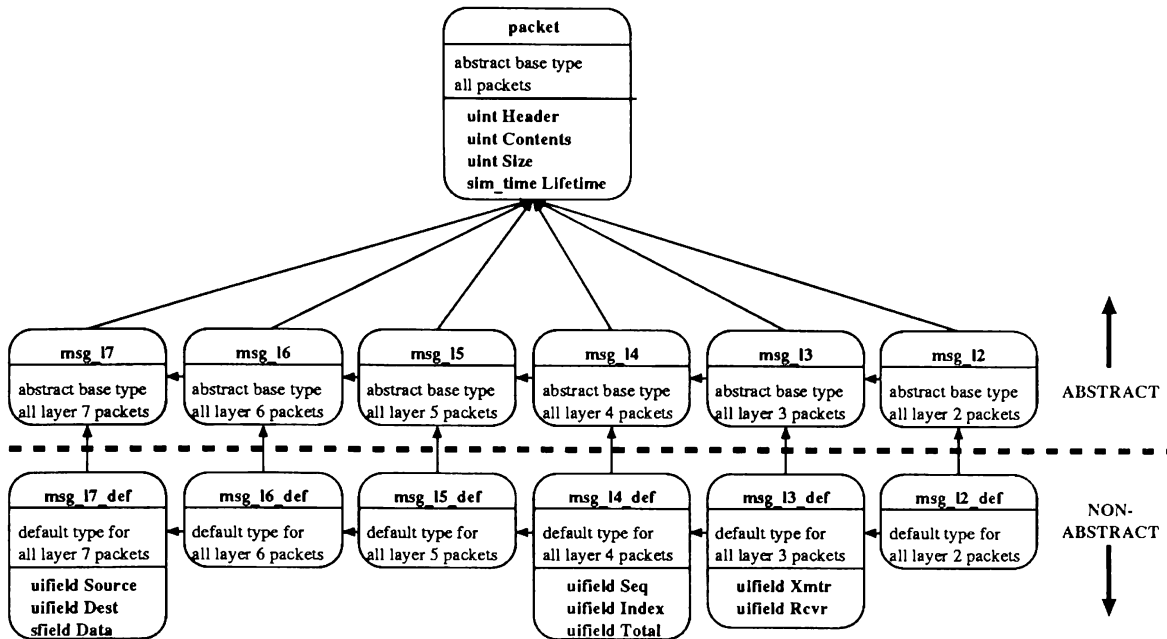 packet
abstract base type
all packets
uint Header
uint Contents
uint Size
sim_time Lifetime
msg_l7
abstract base type
all layer 7 packets
msg_l6
abstract base type
all layer 6 packets
msg_l5
abstract base type
all layer 5 packets
msg_l4
abstract base type
all layer 4 packets
msg_l3
abstract base type
all layer 3 packets
msg_l2
abstract base type
all layer 2 packets
ABSTRACT
msg_l7_def
default type for
all layer 7 packets
uifield Source
uifield Dest
sfield Data
msg_l6_def
default type for
all layer 6 packets
msg_l5_def
default type for
all layer 5 packets
msg_l4_def
default type for
all layer 4 packets
uifield Seq
uifield Index
uifield Total
msg_l3_def
default type for
all layer 3 packets
uifield Xmtr
uifield Rcvr
msg_l2_def
default type for
all layer 2 packets
NON-
ABSTRACT